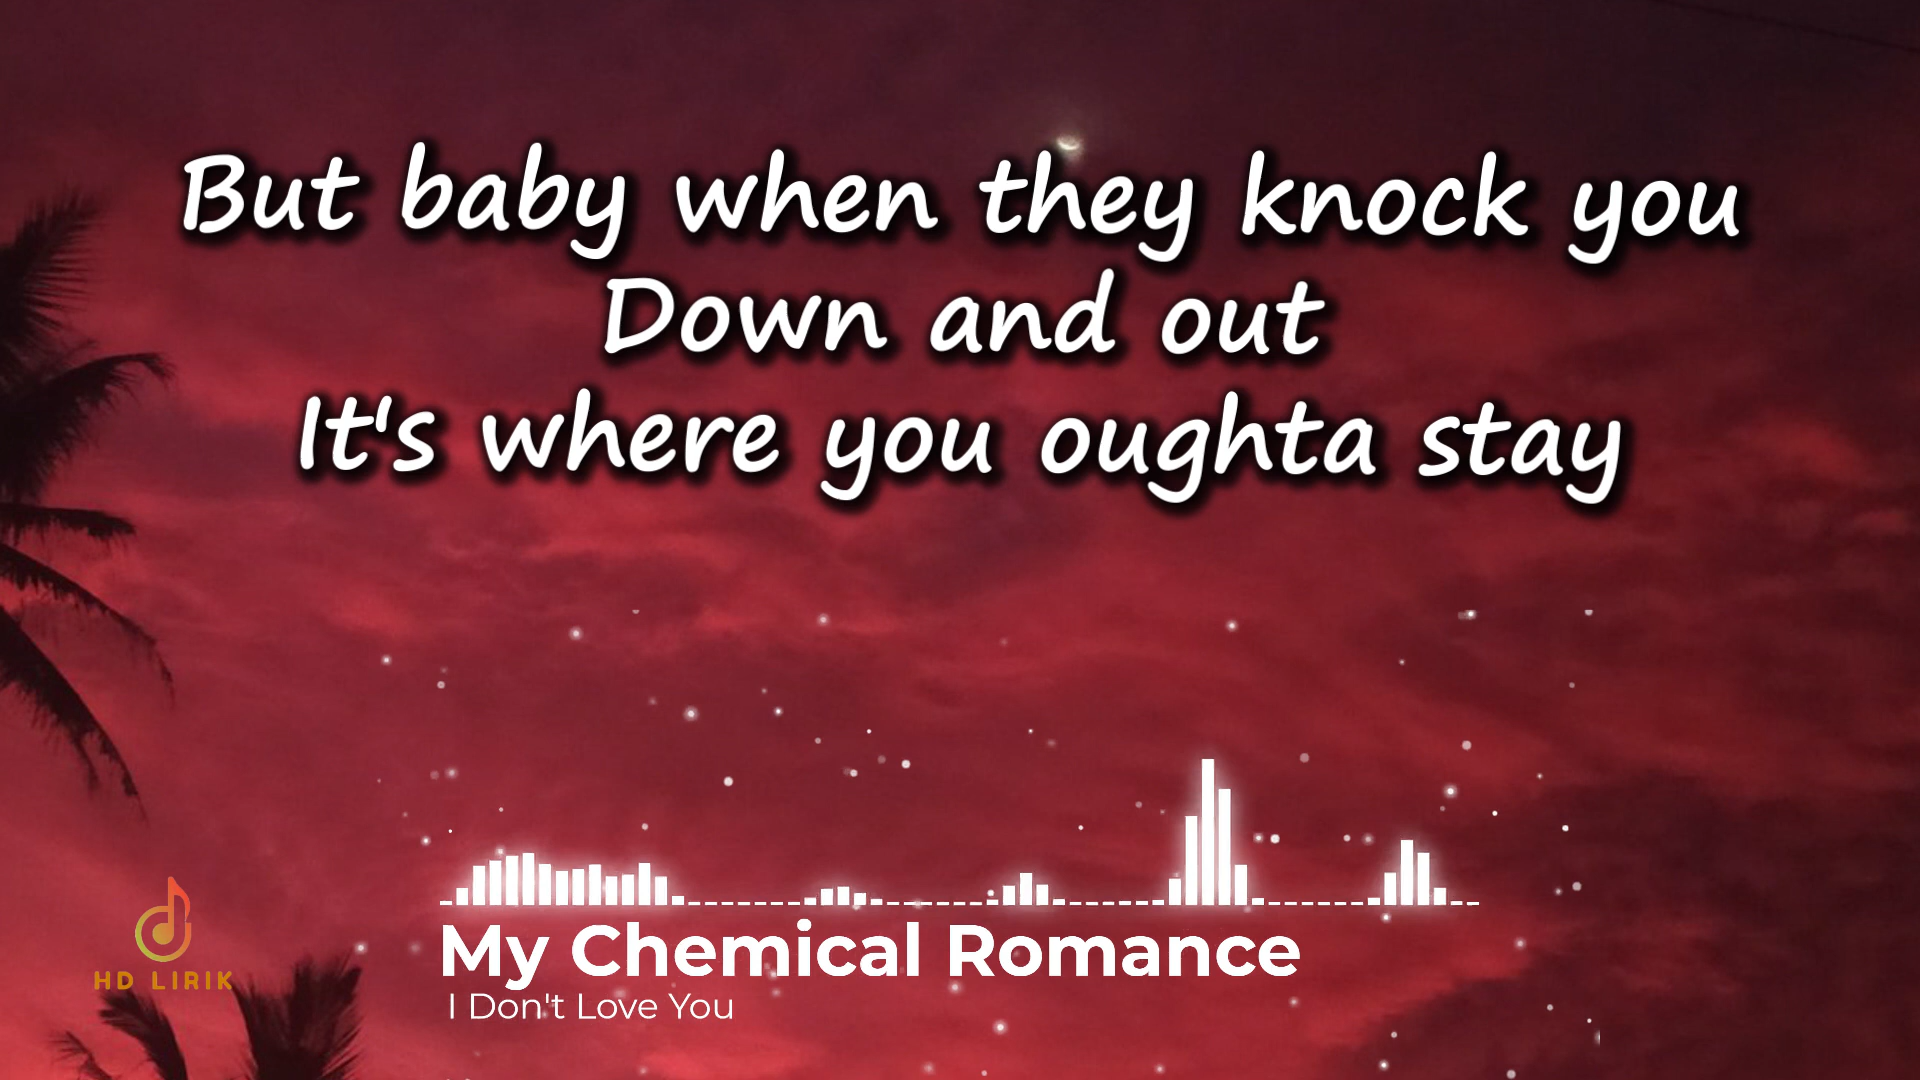 But baby when they knock you
Down and out
It's where you oughta stay
My Chemical Romance
I Don't Love You
HD LIRIK